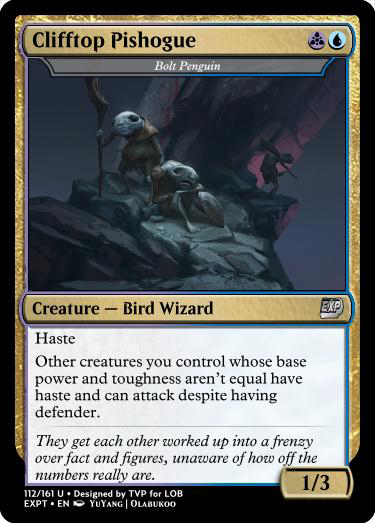 Clifftop Pishogue
Bolt Penguin
Creature — Bird Wizard
EXP
Haste
Other creatures you control whose base
power and toughness aren't equal have
haste and can attack despite having
defender.
They get each other worked up into a frenzy
over fact and figures, unaware of how off the
numbers really are.
1/3
112/161 U • Designed by TVP for LOB
EXPT • EN YuYang | Olabukoo